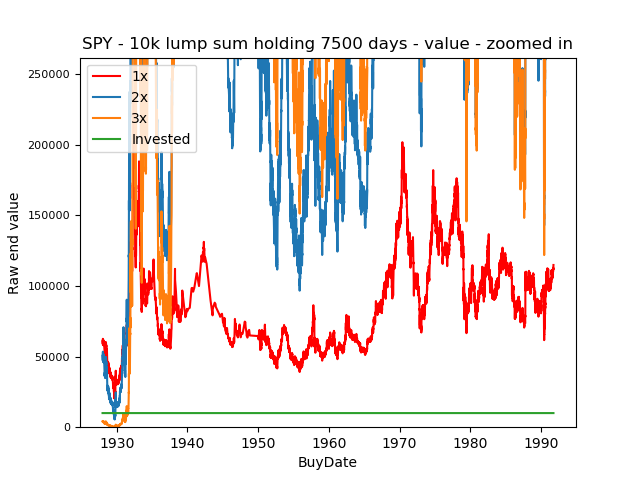 SPY - 10k lump sum holding 7500 days - value - zoomed in
250000
200000
150000
100000
50000
0
Raw end value
1x
2x
3x
Invested
1930 1940 1950 1960 1970 1980 1990
BuyDate